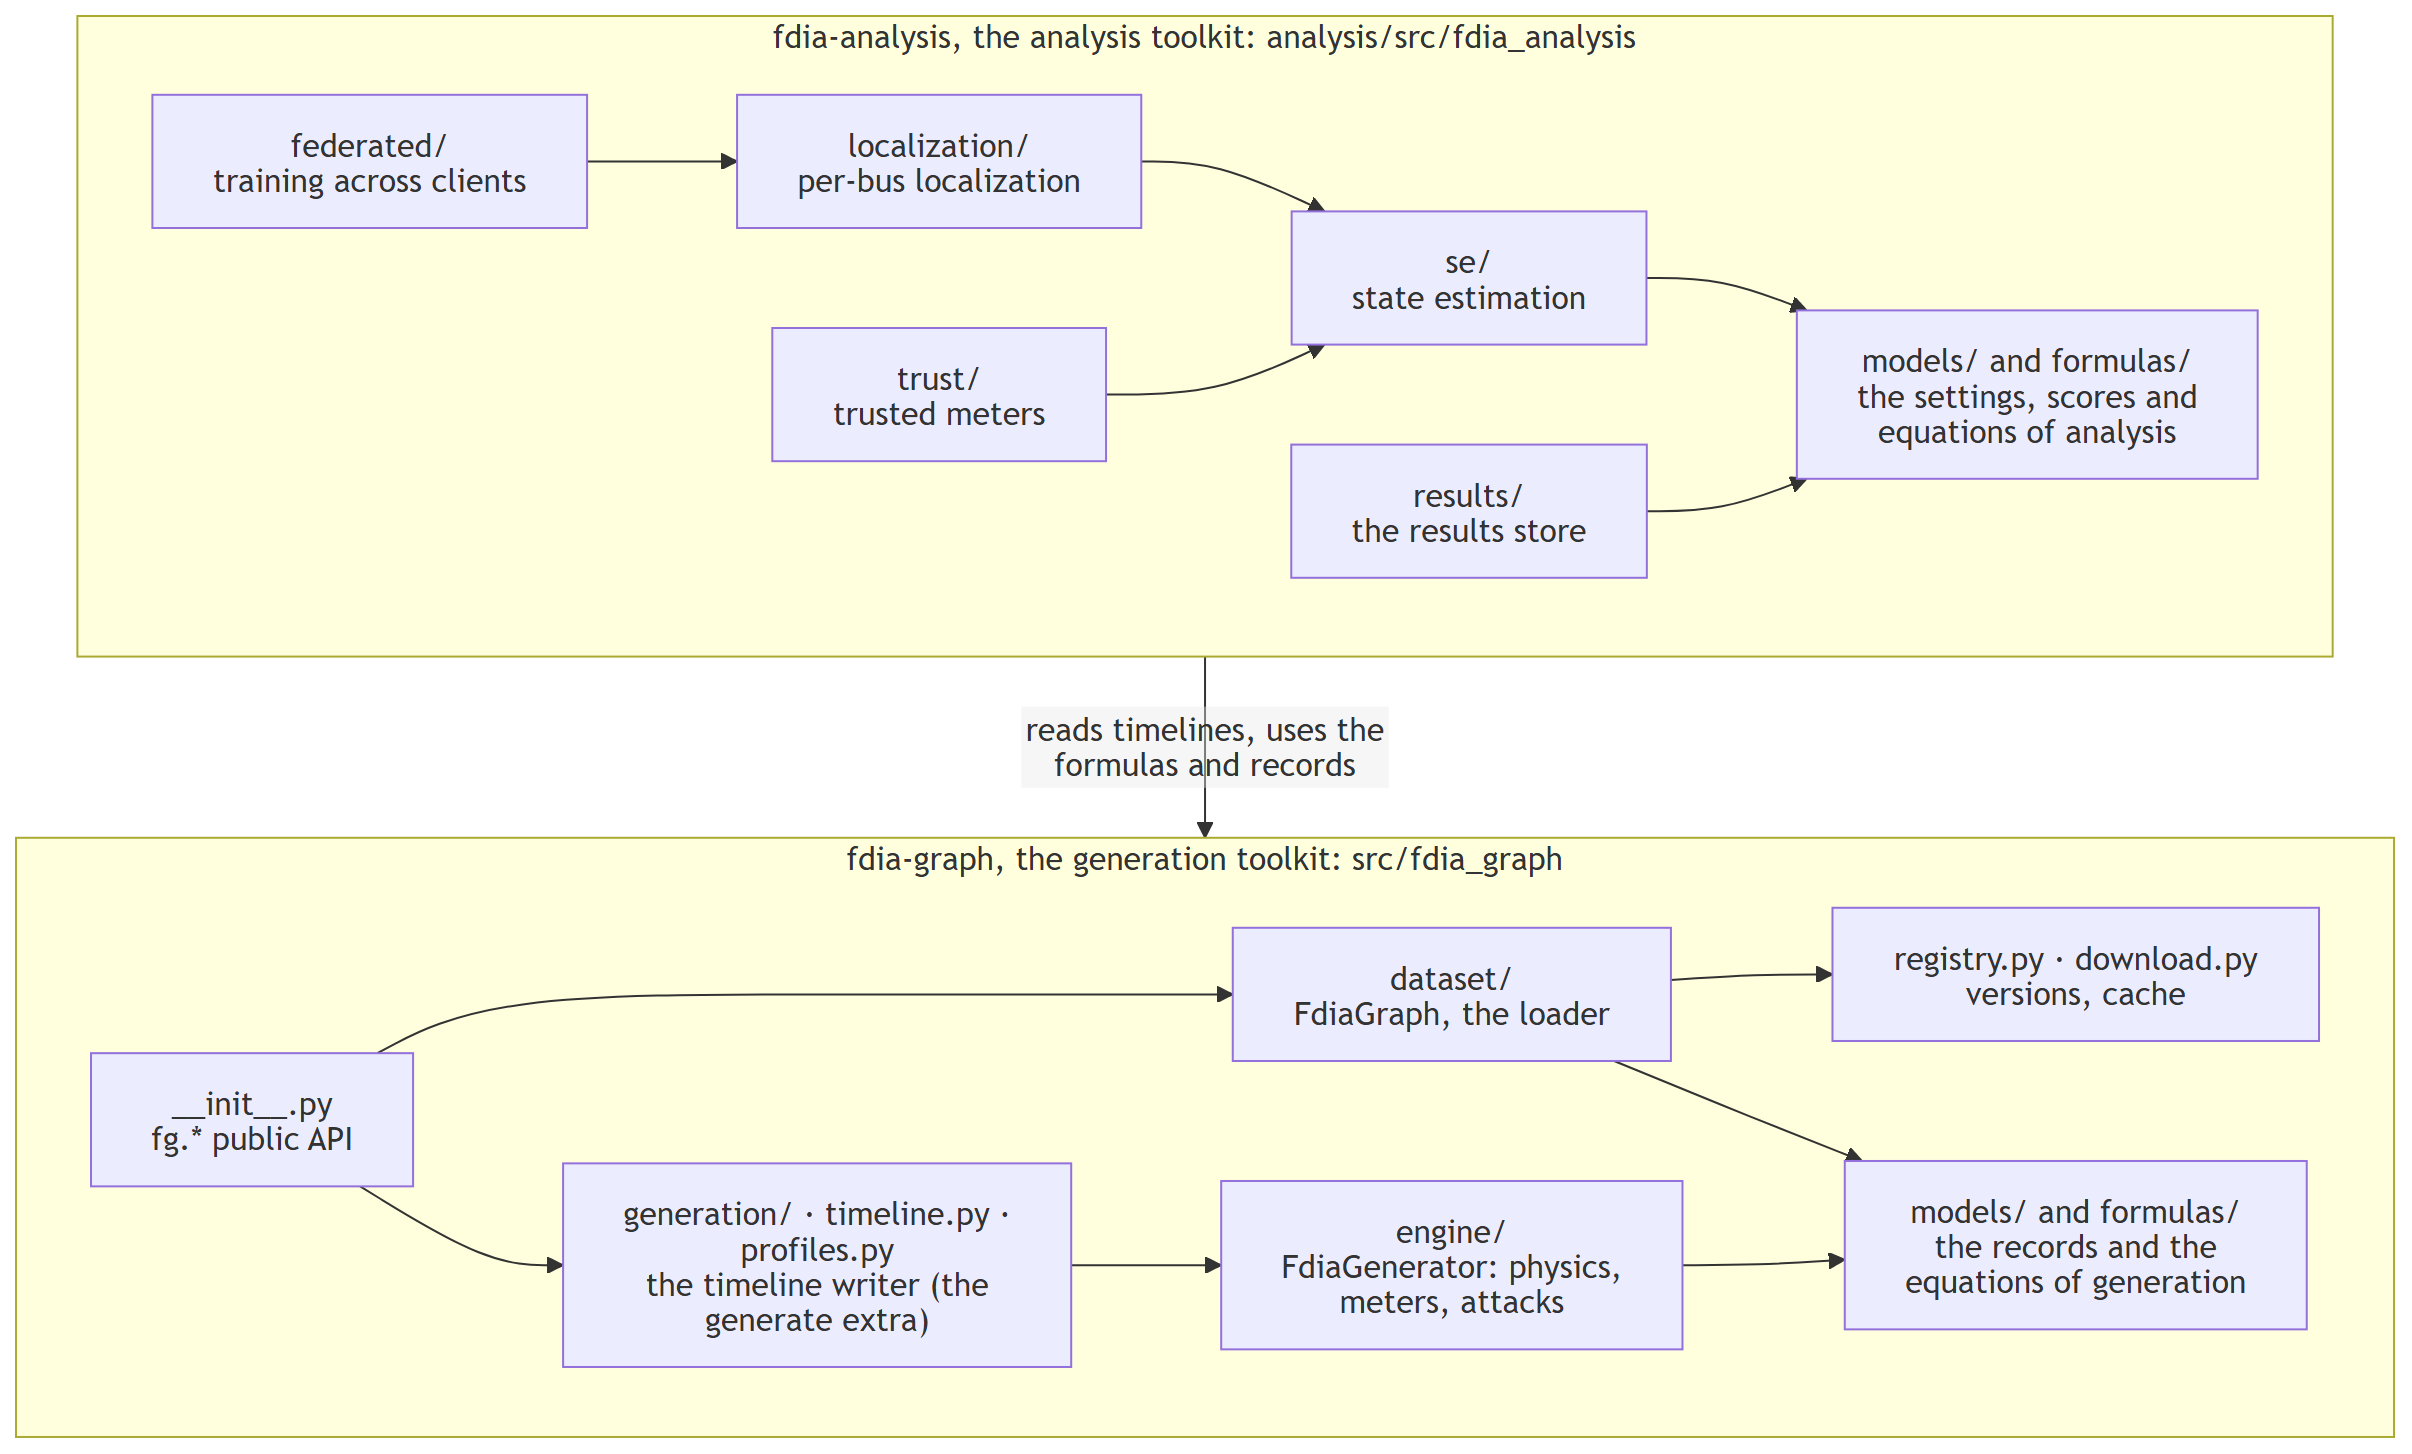 fdia-analysis, the analysis toolkit: analysis/src/fdia_analysis
federated/
training across clients
localization/
per-bus localization
se/
state estimation
trust/
trusted meters
models/ and formulas/
the settings, scores and
equations of analysis
results/
the results store
reads timelines, uses the
formulas and records
fdia-graph, the generation toolkit: src/fdia_graph
dataset/
FdiaGraph, the loader
registry.py · download.py
versions, cache
__init__.py
fg.* public API
generation/ · timeline.py ·
profiles.py
the timeline writer (the
generate extra)
engine/
FdiaGenerator: physics,
meters, attacks
models/ and formulas/
the records and the
equations of generation